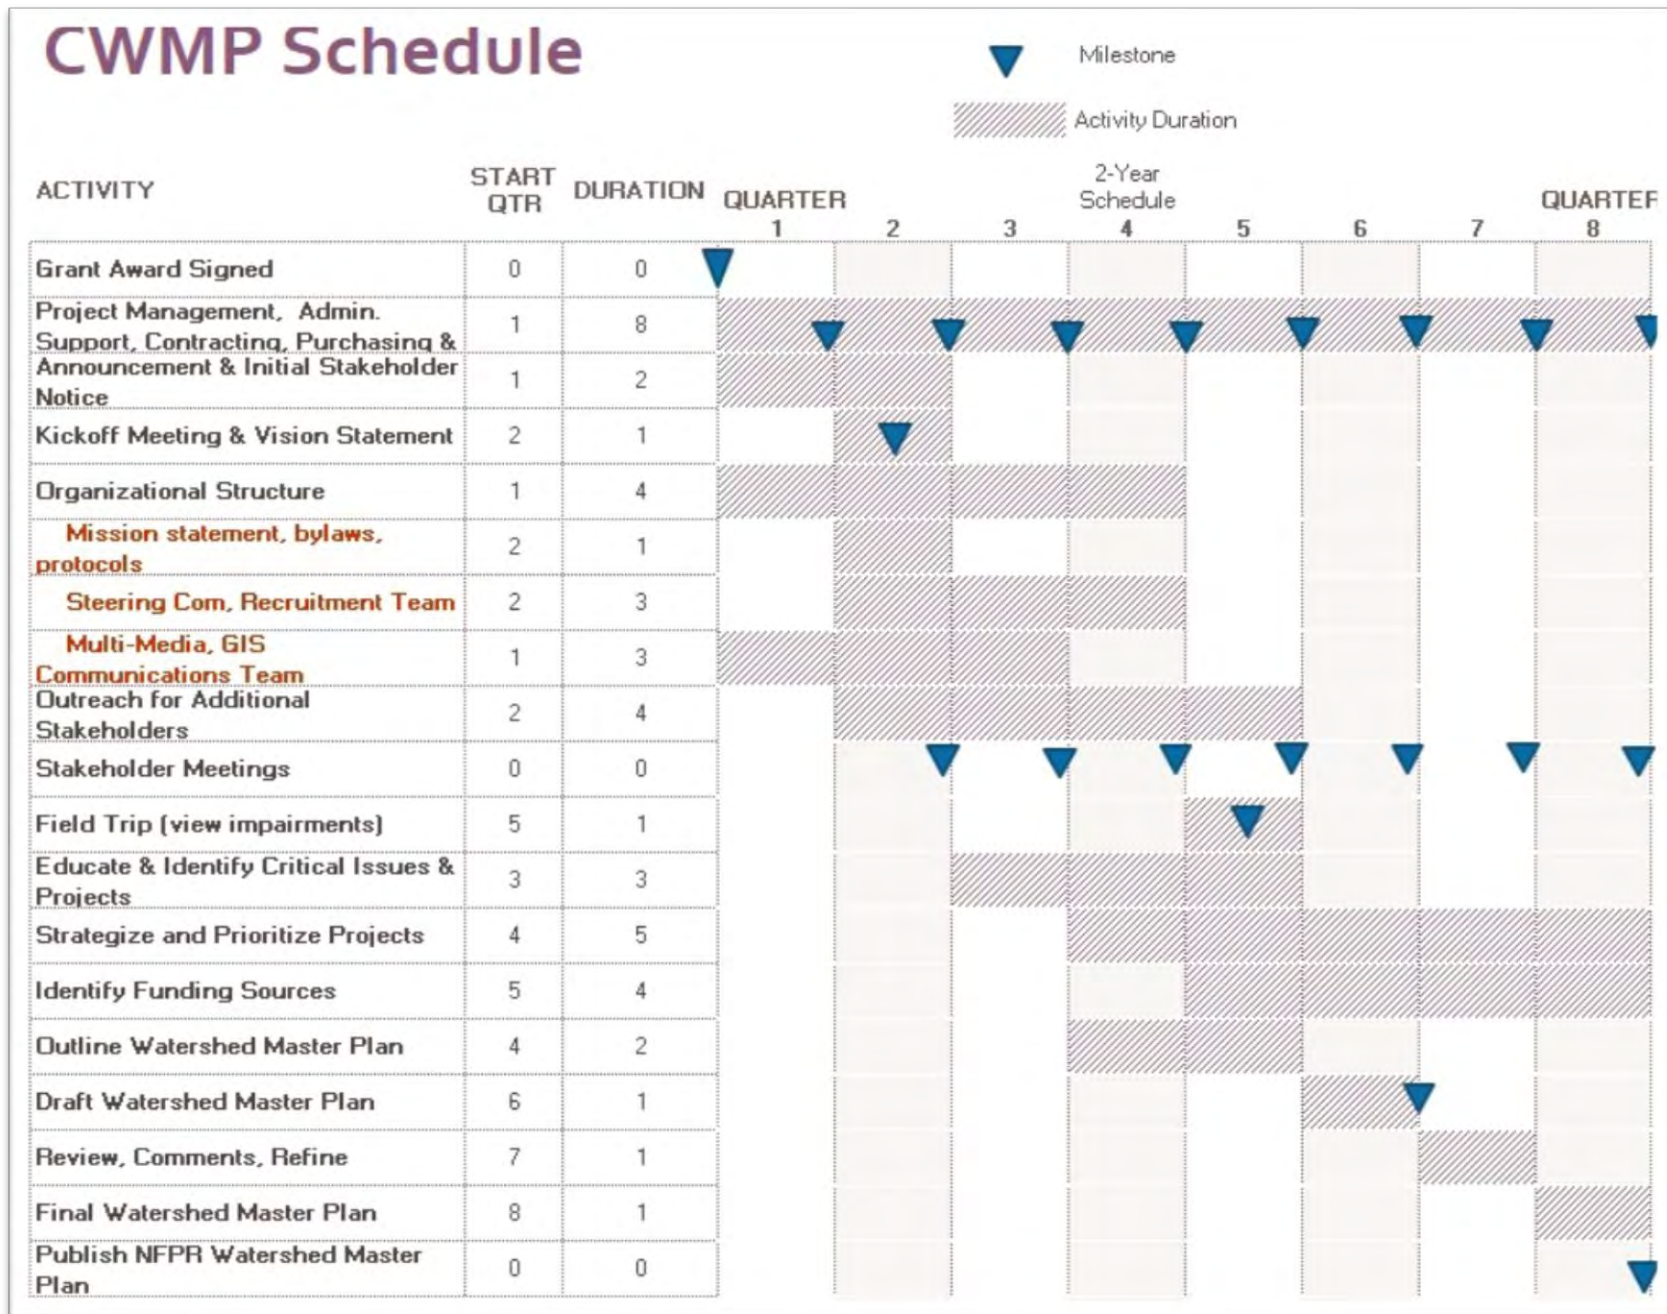 CWMP Schedule
Milestone
Activity Duration
2-Year
Schedule
ACTIVITY
START
QTR
DURATION
QUARTER
QUARTER
1 2 3 4 5 6 7 8
Grant Award Signed 0 0
Project Management, Admin.
Support, Contracting, Purchasing & 1 8
Announcement & Initial Stakeholder
Notice 1 2
Kickoff Meeting & Vision Statement 2 1
Organizational Structure 1 4
Mission statement, bylaws,
protocols 2 1
Steering Com, Recruitment Team 2 3
Multi-Media, GIS
Communications Team 1 3
Outreach for Additional
Stakeholders 2 4
Stakeholder Meetings 0 0
Field Trip (view impairments) 5 1
Educate & Identify Critical Issues &
Projects 3 3
Strategize and Prioritize Projects 4 5
Identify Funding Sources 5 4
Outline Watershed Master Plan 4 2
Draft Watershed Master Plan 6 1
Review, Comments, Refine 7 1
Final Watershed Master Plan 8 1
Publish NFPR Watershed Master
Plan 0 0